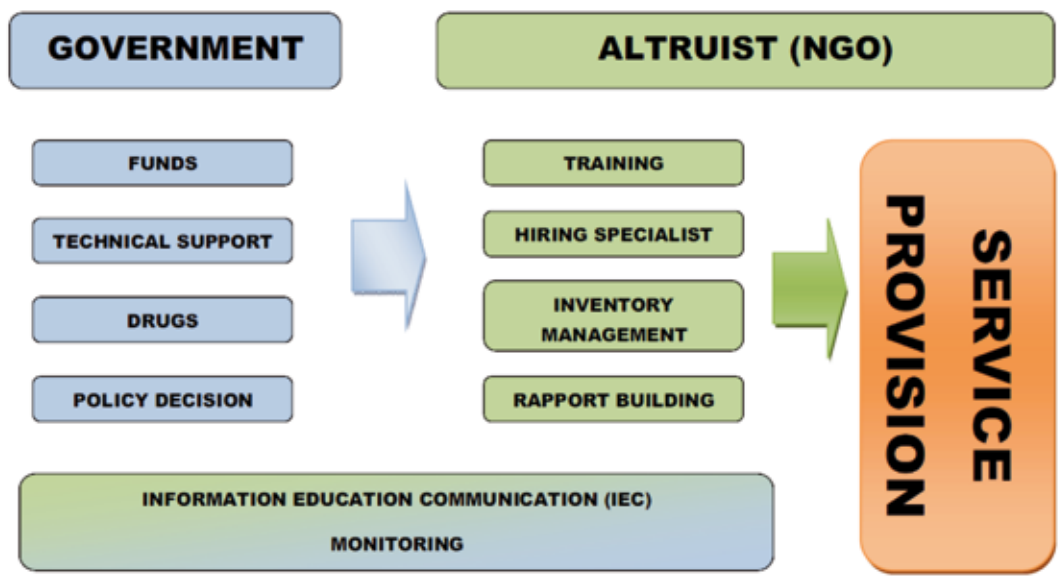 GOVERNMENT
ALTRUIST (NGO)
FUNDS
TECHNICAL SUPPORT
DRUGS
POLICY DECISION
TRAINING
HIRING SPECIALIST
INVENTORY
MANAGEMENT
RAPPORT BUILDING
SERVICE
PROVISION
INFORMATION EDUCATION COMMUNICATION (IEC)
MONITORING